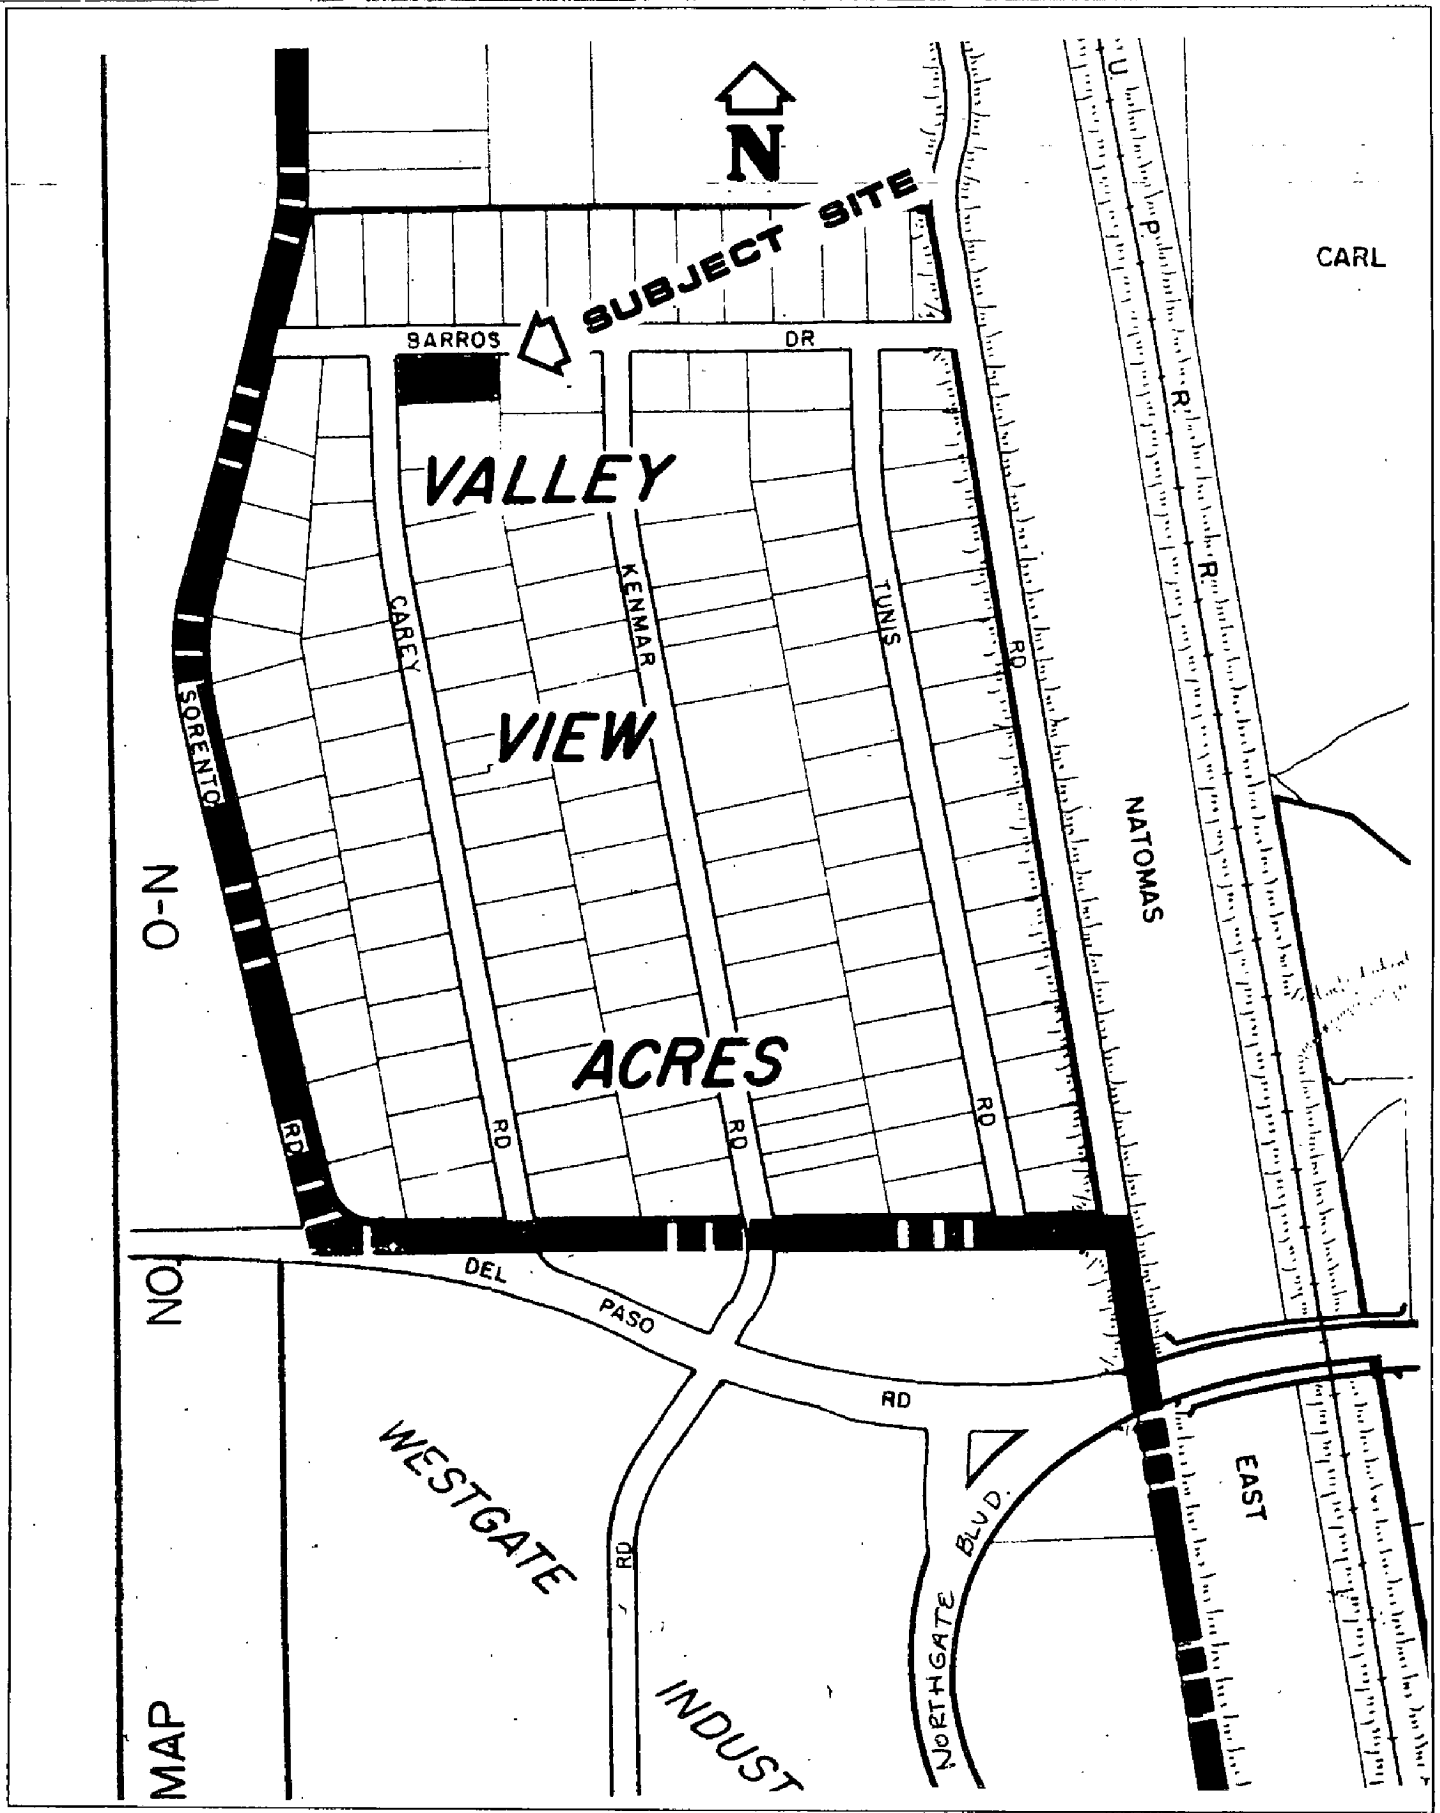 N
SUBJECT SITE
U. P. R. R.
CARL
BARROS DR
VALLEY
VIEW
ACRES
CAREY RD
KENMAR RD
TUNIS RD
RD
SORENTO RD
NATOMAS
O-N
NO.
MAP
DEL PASO RD
WESTGATE
RD
INDUST
NORTHGATE BLVD.
EAST